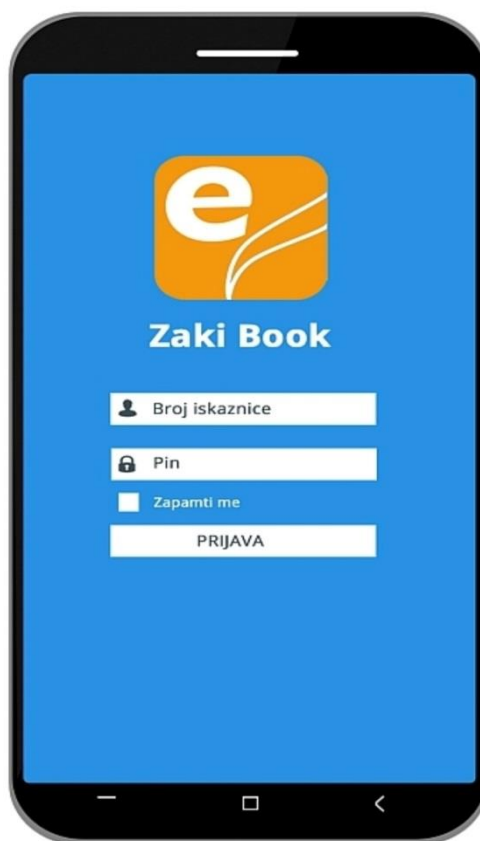 e
Zaki Book
Broj iskaznice
Pin
Zapamti me
PRIJAVA